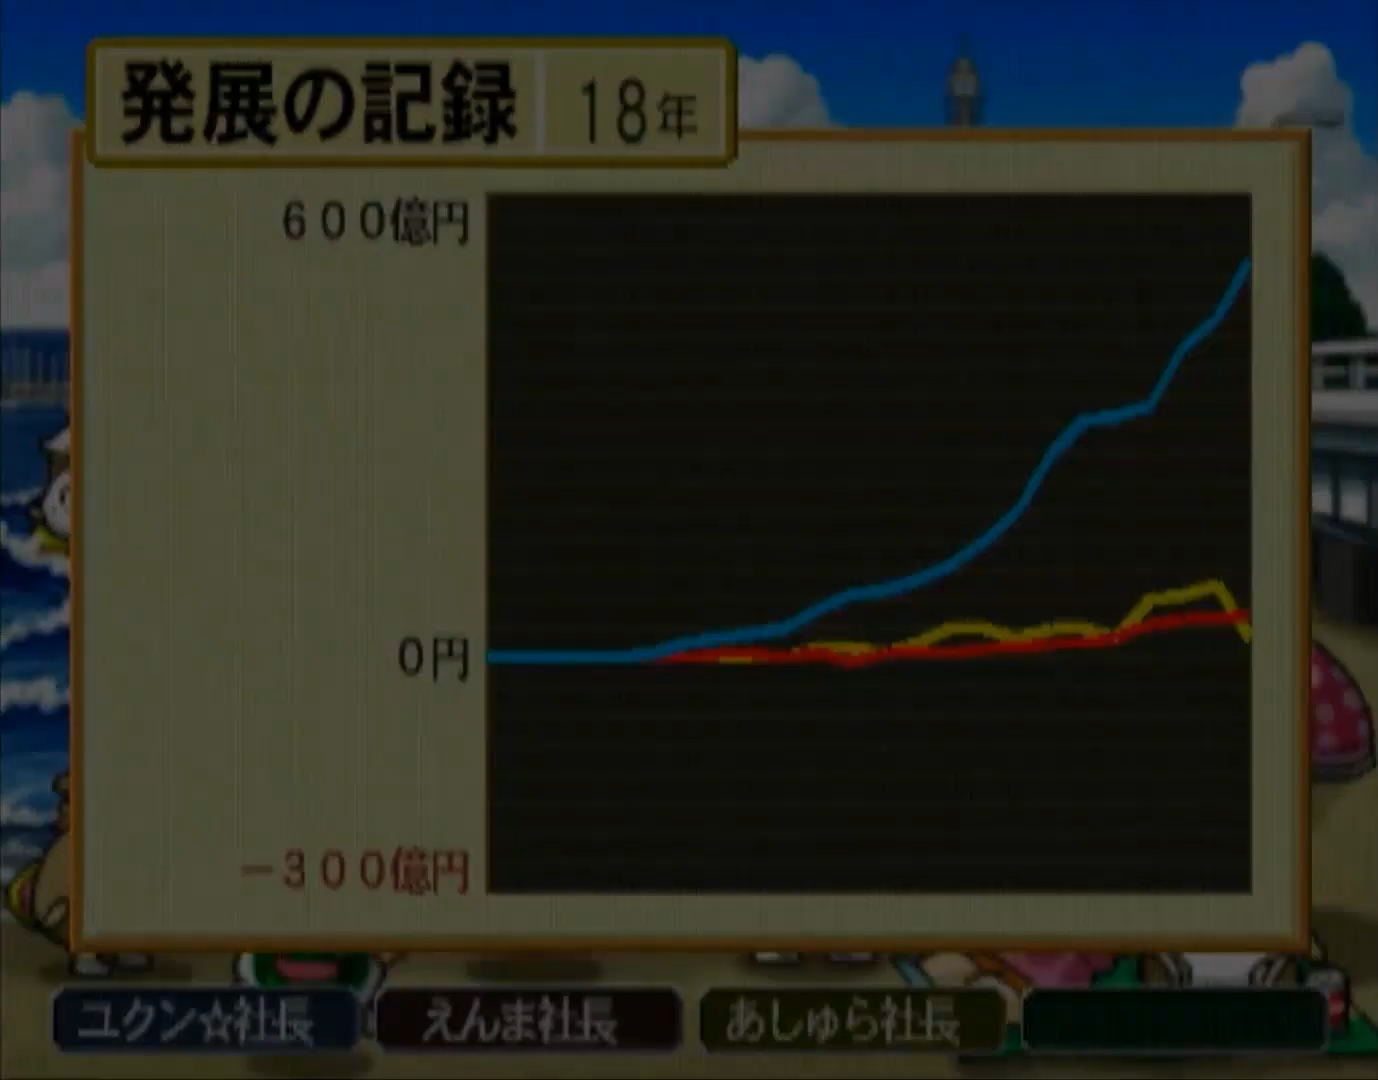 発展の記録 18年
600億円
0円
-300億円
ユクン☆社長 えんま社長 あしゅら社長